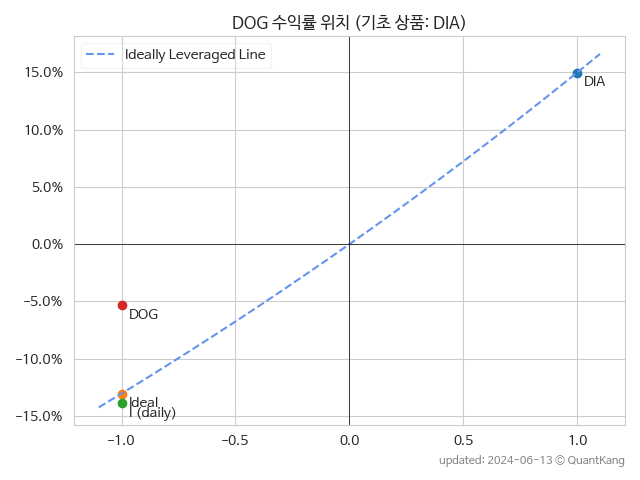 DOG 수익률 위치 (기초 상품: DIA)
Ideally Leveraged Line
15.0%
10.0%
5.0%
0.0%
−5.0%
−10.0%
−15.0%
DIA
DOG
Ideal
(daily)
−1.0 −0.5 0.0 0.5 1.0
updated: 2024-06-13 © QuantKang